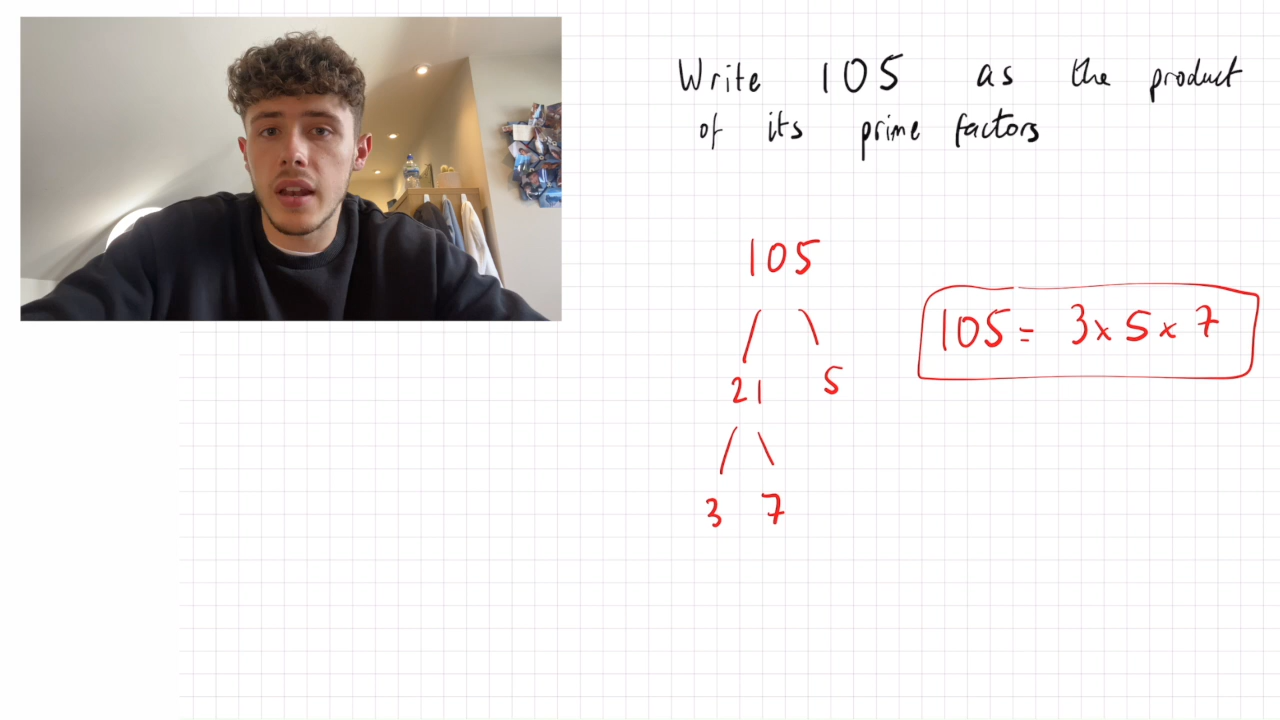 Write 105 as the product
of its prime factors
105
105 = 3 x 5 x 7
21 5
3 7